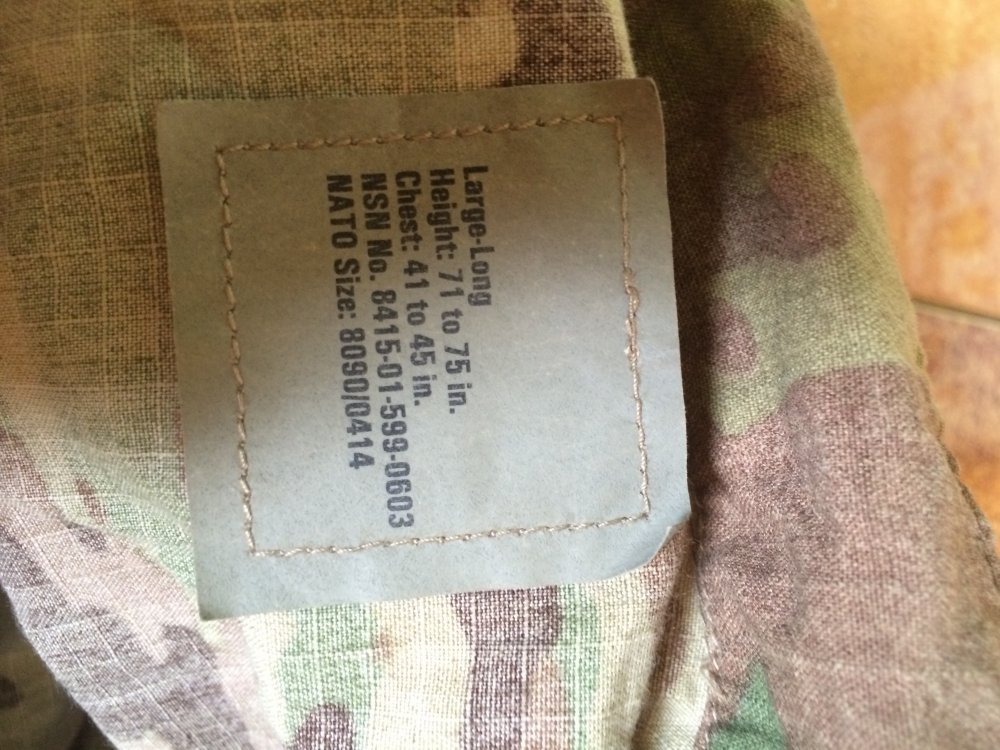 Large-Long
Height: 71 to 75 in.
Chest: 41 to 45 in.
NSN No. 8415-01-599-0603
NATO Size: 8090/0414